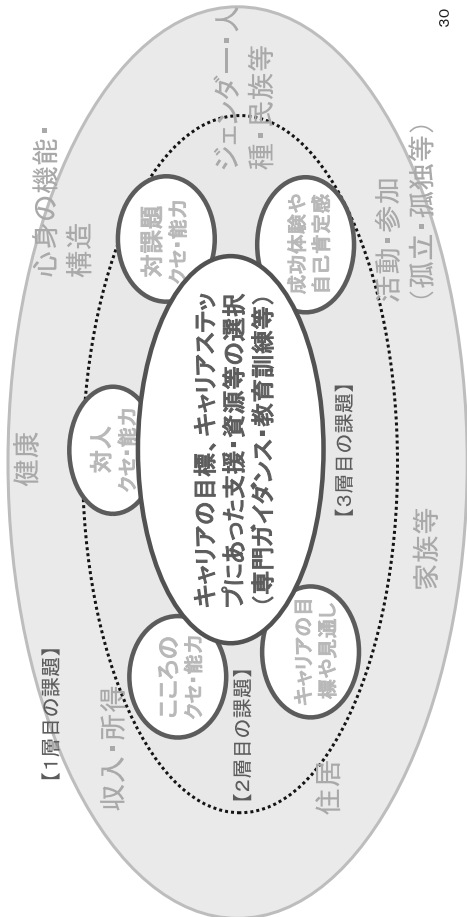 【1層目の課題】
健康
心身の機能・
構造
収入・所得
ジェンダー・人
種・民族等
対人
クセ・能力
こころの
クセ・能力
対課題
クセ・能力
キャリアの目標、キャリアステッ
プにあった支援・資源等の選択
（専門ガイダンス・教育訓練等）
【2層目の課題】
キャリアの目
標や見通し
成功体験や
自己肯定感
【3層目の課題】
住居
家族等
活動・参加
（孤立・孤独等）
30